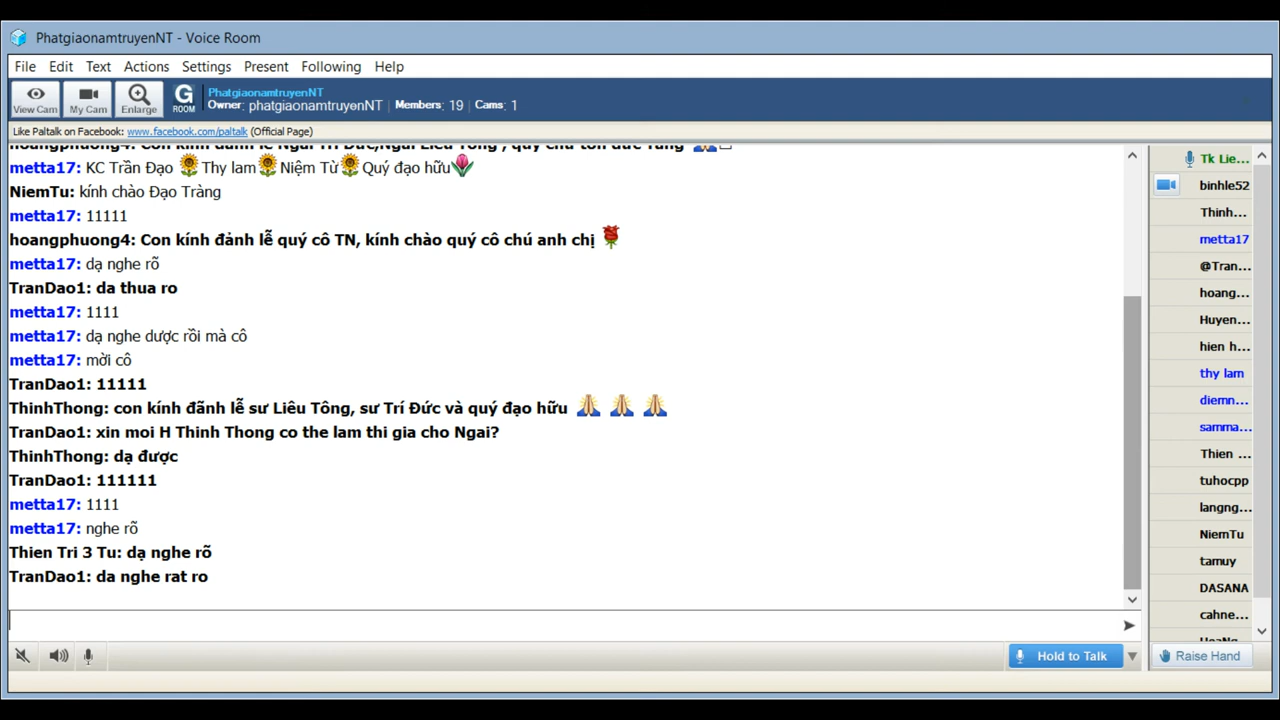 PhatgiaonamtruyenNT - Voice Room
File Edit Text Actions Settings Present Following Help
View Cam My Cam Enlarge G ROOM PhatgiaonamtruyenNT
Owner: phatgiaonamtruyenNT Members: 19 Cams: 1
Like Paltalk on Facebook: www.facebook.com/paltalk (Official Page)
metta17: KC Trần Đạo Thy lam Niệm Từ Quý đạo hữu
NiemTu: kính chào Đạo Tràng
metta17: 11111
hoangphuong4: Con kính đảnh lễ quý cô TN, kính chào quý cô chú anh chị
metta17: dạ nghe rõ
TranDao1: da thua ro
metta17: 1111
metta17: dạ nghe dược rồi mà cô
metta17: mời cô
TranDao1: 11111
ThinhThong: con kính đãnh lễ sư Liêu Tông, sư Trí Đức và quý đạo hữu
TranDao1: xin moi H Thinh Thong co the lam thi gia cho Ngai?
ThinhThong: dạ được
TranDao1: 111111
metta17: 1111
metta17: nghe rõ
Thien Tri 3 Tu: dạ nghe rõ
TranDao1: da nghe rat ro
Tk Lie...
binhle52
Thinh...
metta17
@Tran...
hoang...
Huyen...
hien h...
thy lam
diemn...
samma...
Thien ...
tuhocpp
langng...
NiemTu
tamuy
DASANA
cahne...
Hold to Talk
Raise Hand